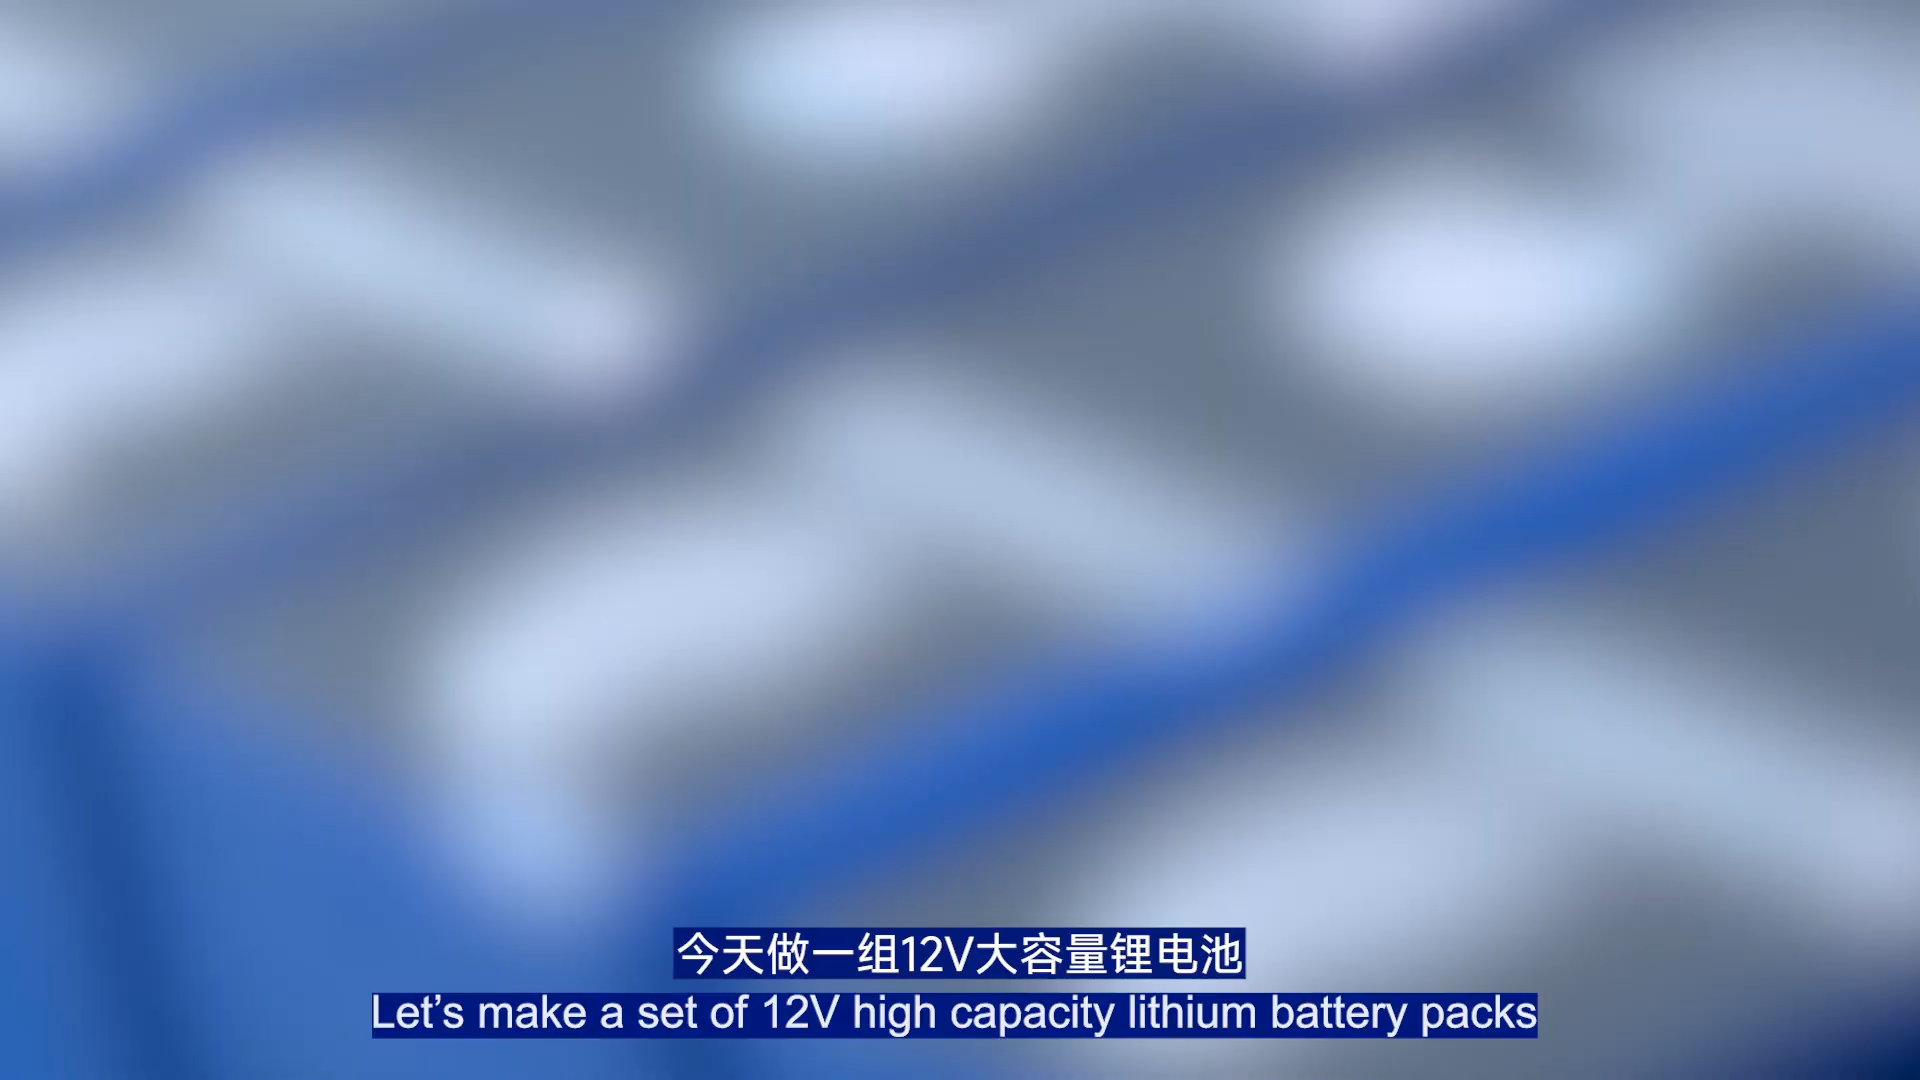 今天做一组12V大容量锂电池
Let’s make a set of 12V high capacity lithium battery packs